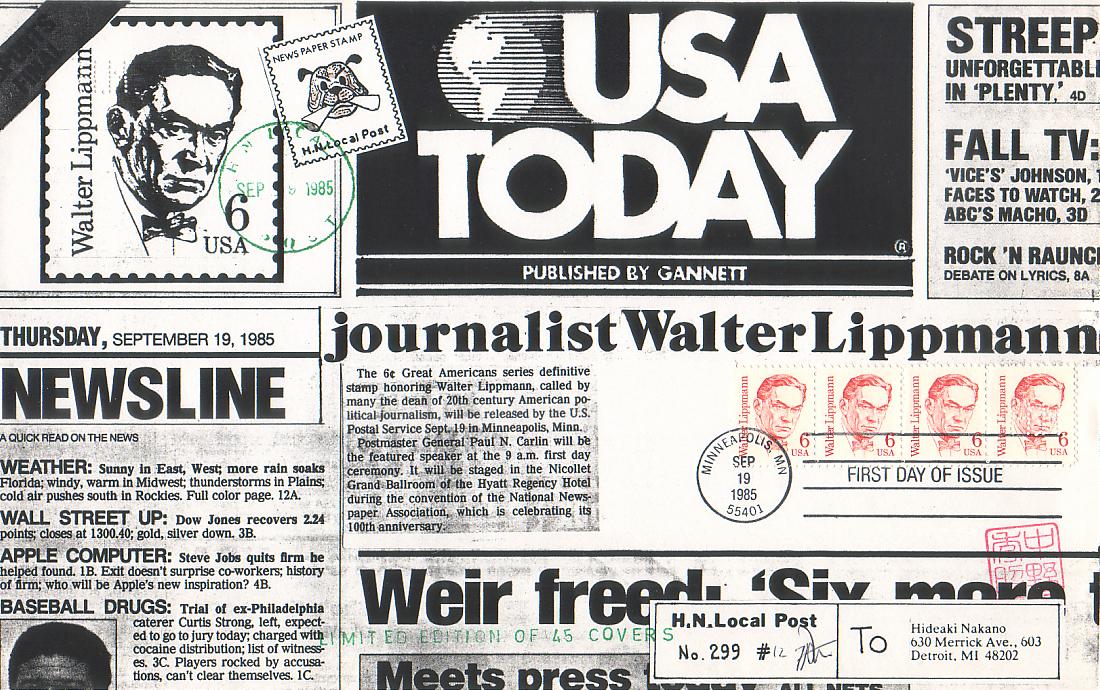 Walter Lippmann
6
USA
NEWS PAPER STAMP
H.N.Local Post
SEP 19 1985
USA
TODAY
®
PUBLISHED BY GANNETT
STREEP
UNFORGETTABL
IN 'PLENTY,' 4D
FALL TV:
'VICE'S' JOHNSON, 1
FACES TO WATCH, 2
ABC'S MACHO, 3D
ROCK 'N RAUNC
DEBATE ON LYRICS, 8A
THURSDAY, SEPTEMBER 19, 1985
NEWSLINE
A QUICK READ ON THE NEWS
WEATHER: Sunny in East, West; more rain soaks
Florida; windy, warm in Midwest; thunderstorms in Plains;
cold air pushes south in Rockies. Full color page. 12A.
WALL STREET UP: Dow Jones recovers 2.24
points; closes at 1300.40; gold, silver down. 3B.
APPLE COMPUTER: Steve Jobs quits firm he
helped found. 1B. Exit doesn't surprise co-workers; history
of firm; who will be Apple's new inspiration? 4B.
BASEBALL DRUGS: Trial of ex-Philadelphia
caterer Curtis Strong, left, expect-
ed to go to jury today; charged with
cocaine distribution; list of witness-
es. 3C. Players rocked by accusa-
tions, can't clear themselves. 1C.
journalist Walter Lippmann
The 6¢ Great Americans series definitive
stamp honoring Walter Lippmann, called by
many the dean of 20th century American po-
litical journalism, will be released by the U.S.
Postal Service Sept. 19 in Minneapolis, Minn.
Postmaster General Paul N. Carlin will be
the featured speaker at the 9 a.m. first day
ceremony. It will be staged in the Nicollet
Grand Ballroom of the Hyatt Regency Hotel
during the convention of the National News-
paper Association, which is celebrating its
100th anniversary.
Walter Lippmann 6 USA
Walter Lippmann 6 USA
Walter Lippmann 6 USA
Walter Lippmann 6 USA
MINNEAPOLIS, MN
SEP
19
1985
55401
FIRST DAY OF ISSUE
Weir freed; 'Six more t
LIMITED EDITION OF 45 COVERS
Meets press today
ALL NETS
H.N.Local Post
No. 299 #12
TO
Hideaki Nakano
630 Merrick Ave., 603
Detroit, MI 48202